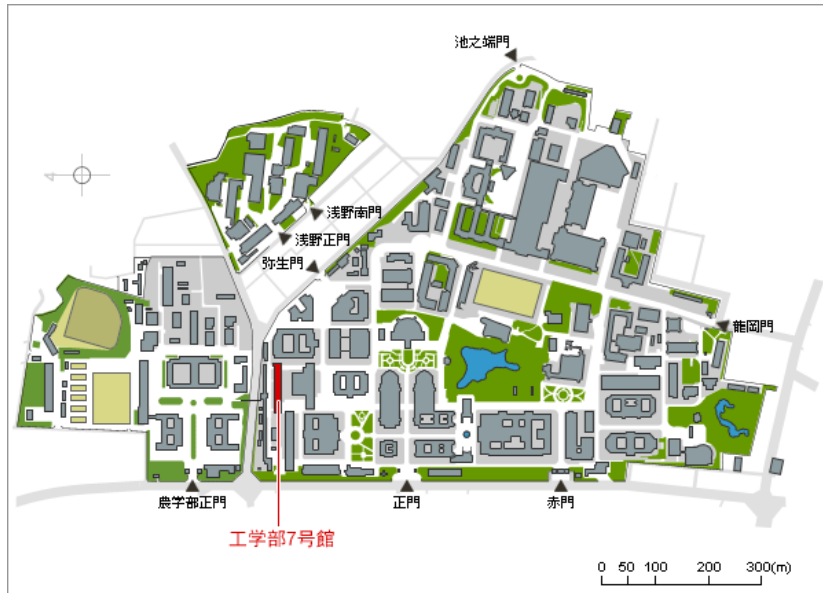 池之端門
浅野南門
浅野正門
弥生門
龍岡門
農学部正門
正門
赤門
工学部7号館
0 50 100 200 300(m)